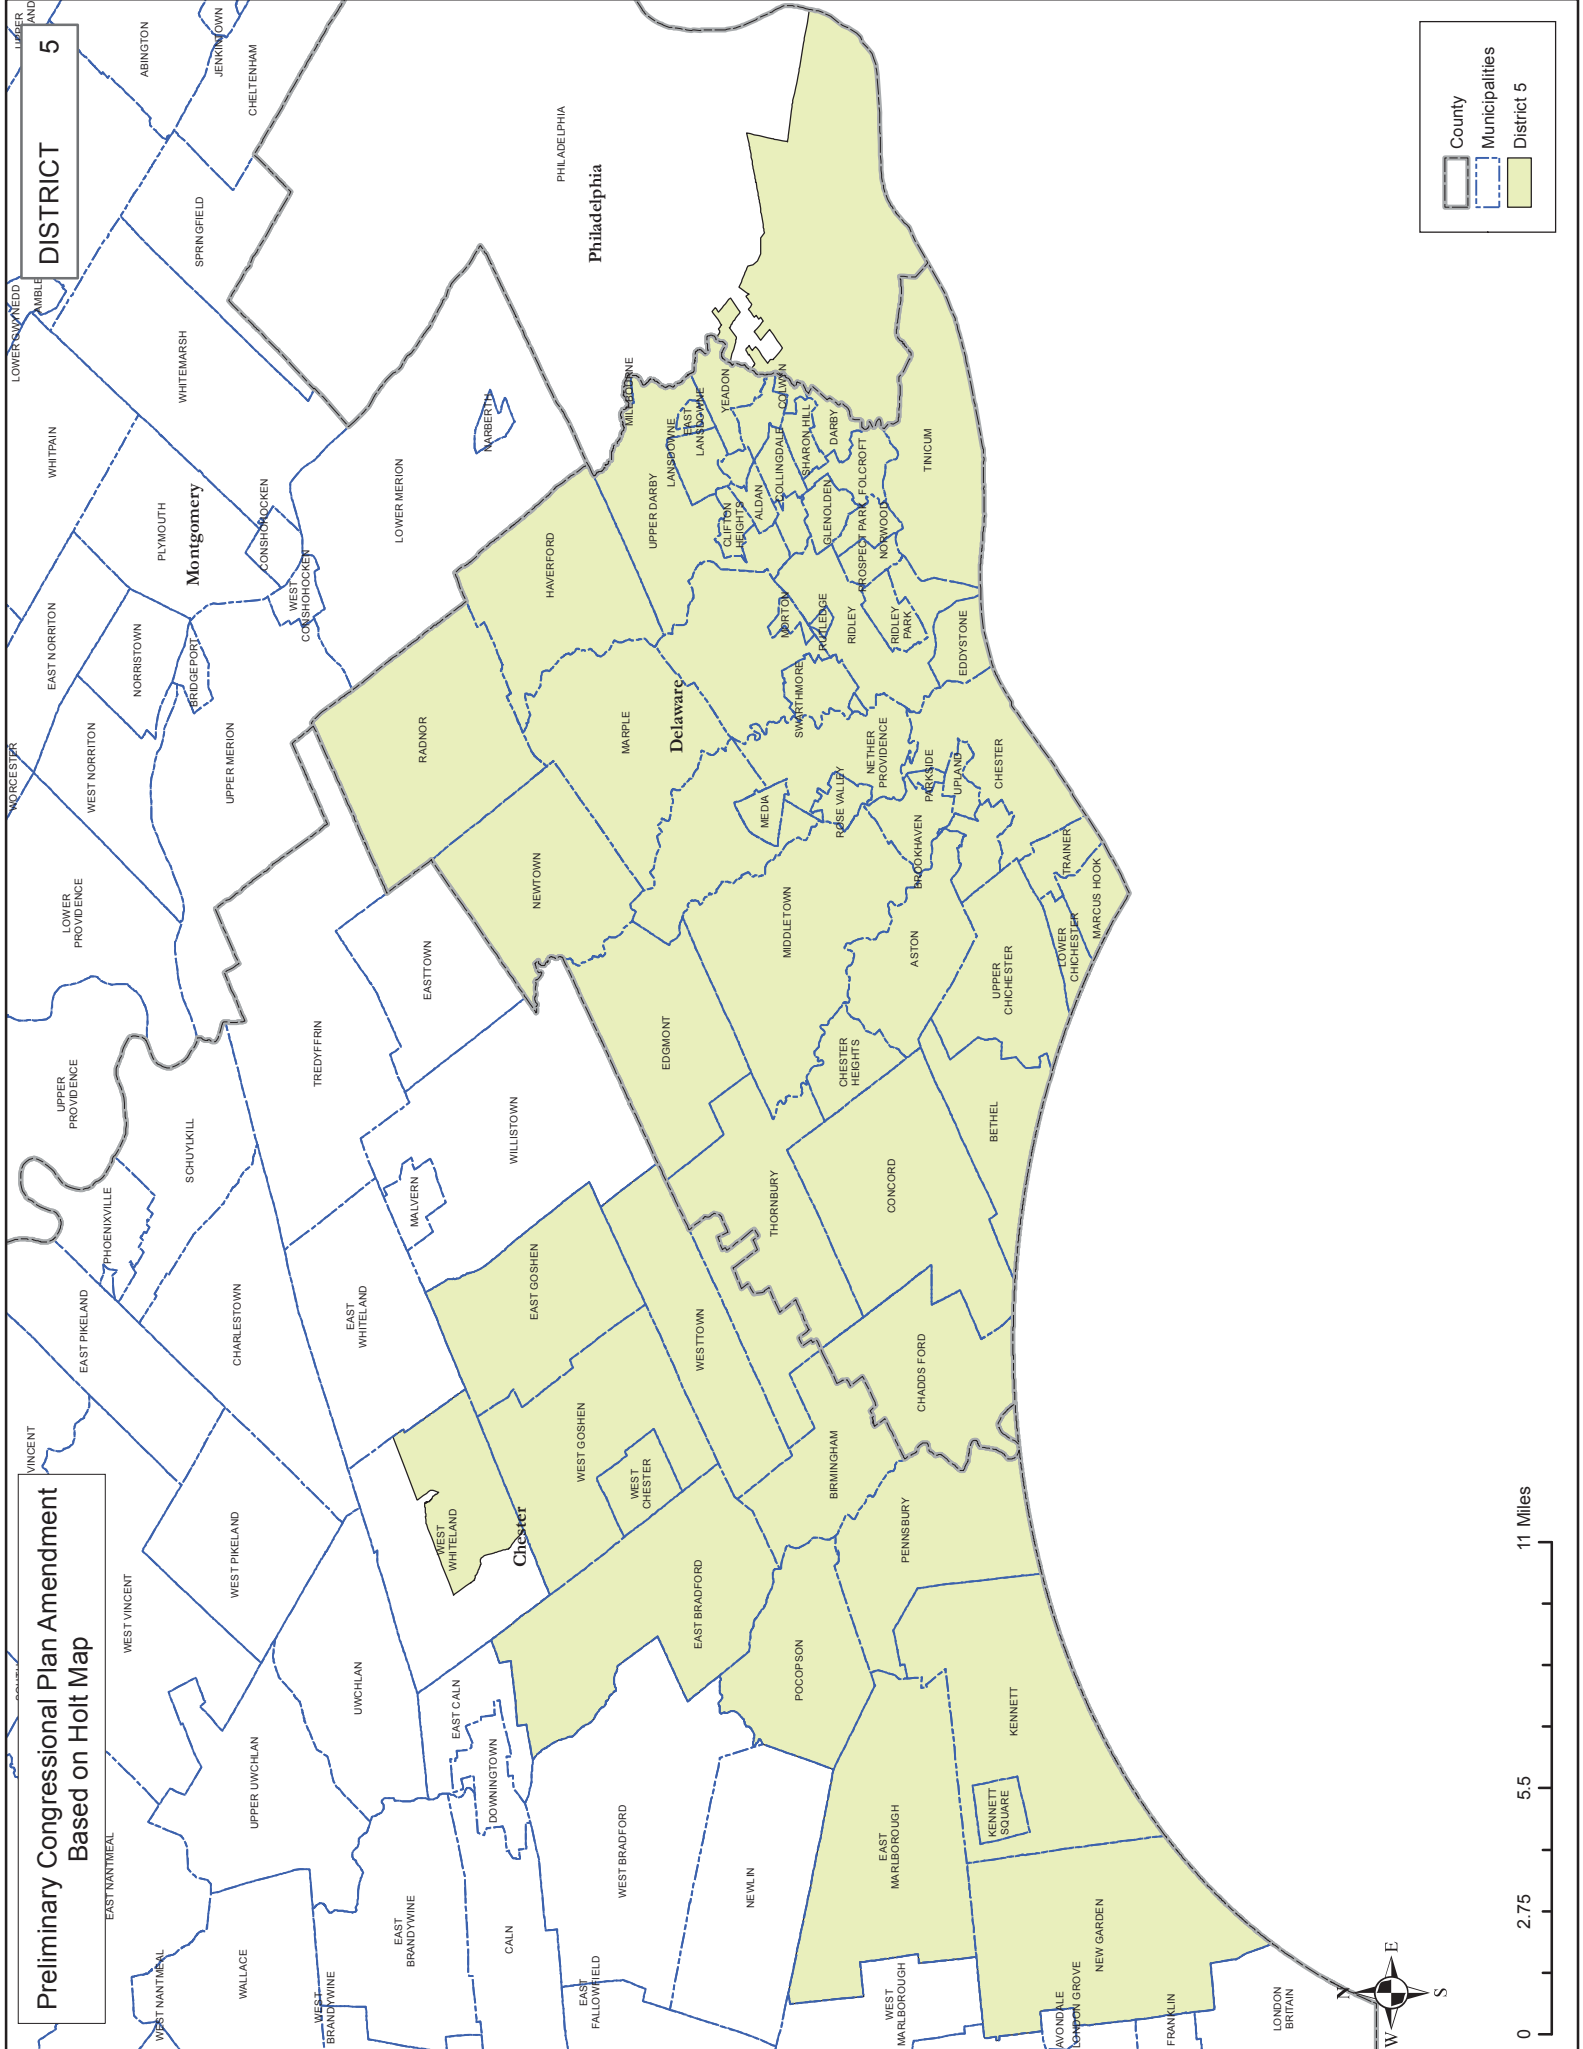 Preliminary Congressional Plan Amendment
Based on Holt Map
DISTRICT 5
UPPER
ABINGTON
JENKINTOWN
CHELTENHAM
SPRINGFIELD
LOWER GWYNEDD
WHITEMARSH
WHITPAIN
PLYMOUTH
Montgomery
CONSHOHOCKEN
WEST
CONSHOHOCKEN
EAST NORRITON
NORRISTOWN
BRIDGEPORT
WORCESTER
WEST NORRITON
UPPER MERION
LOWER MERION
NARBERTH
PHILADELPHIA
Philadelphia
LOWER
PROVIDENCE
UPPER
PROVIDENCE
SCHUYLKILL
PHOENIXVILLE
EAST PIKELAND
CHARLESTOWN
TREDYFFRIN
EASTTOWN
WILLISTOWN
MALVERN
EAST
WHITELAND
VINCENT
WEST VINCENT
WEST PIKELAND
UWCHLAN
UPPER UWCHLAN
EAST NANTMEAL
WEST NANTMEAL
WALLACE
WEST
BRANDYWINE
EAST
BRANDYWINE
CALN
EAST CALN
DOWNINGTOWN
WEST BRADFORD
EAST
FALLOWFIELD
NEWLIN
WEST
MARLBOROUGH
AVONDALE
LONDON GROVE
FRANKLIN
LONDON
BRITAIN
NEW GARDEN
EAST
MARLBOROUGH
KENNETT
SQUARE
KENNETT
POCOPSON
PENNSBURY
BIRMINGHAM
EAST BRADFORD
WEST
WHITELAND
Chester
WEST GOSHEN
WEST
CHESTER
EAST GOSHEN
WESTTOWN
THORNBURY
CHADDS FORD
CONCORD
BETHEL
CHESTER
HEIGHTS
EDGMONT
MIDDLETOWN
ASTON
UPPER
CHICHESTER
LOWER
CHICHESTER
MARCUS HOOK
TRAINER
BROOKHAVEN
PARKSIDE
UPLAND
CHESTER
NETHER
PROVIDENCE
ROSE VALLEY
MEDIA
NEWTOWN
RADNOR
MARPLE
Delaware
HAVERFORD
SWARTHMORE
MORTON
RUTLEDGE
RIDLEY
RIDLEY
PARK
EDDYSTONE
UPPER DARBY
MILLBOURNE
LANSDOWNE
EAST
LANSDOWNE
YEADON
CLIFTON
HEIGHTS
ALDAN
COLLINGDALE
COLWYN
SHARON HILL
DARBY
GLENOLDEN
FOLCROFT
PROSPECT PARK
NORWOOD
TINICUM
County
Municipalities
District 5
0 2.75 5.5 11 Miles
N
W E
S